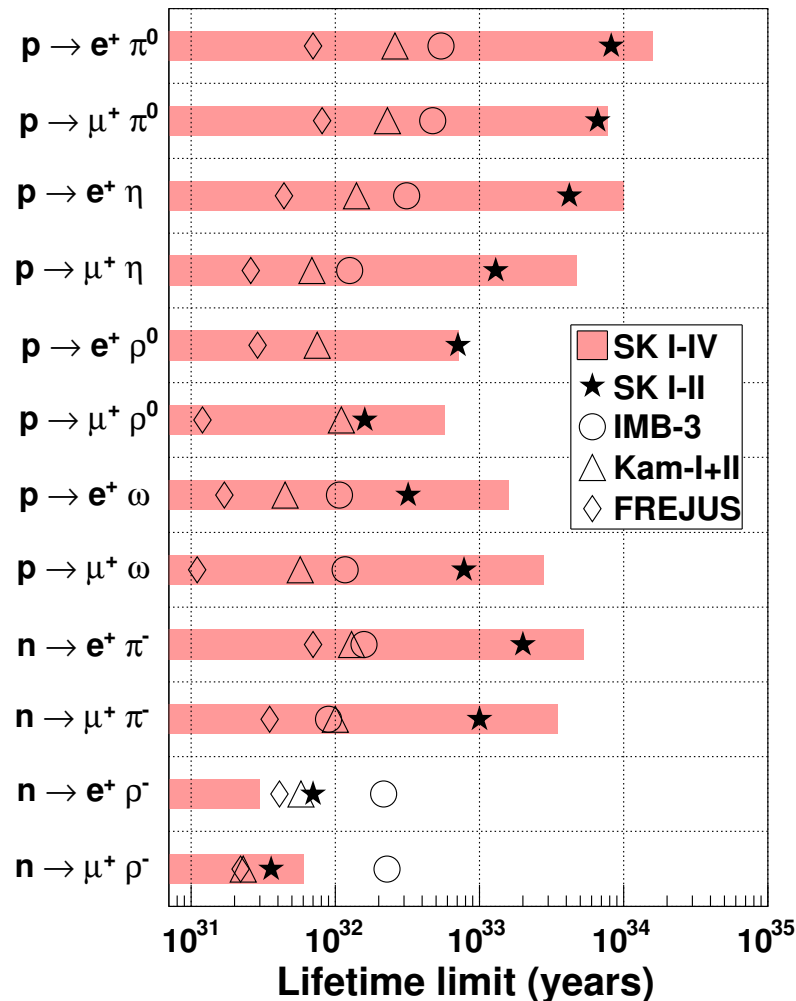 p → e⁺ π⁰
p → μ⁺ π⁰
p → e⁺ η
p → μ⁺ η
p → e⁺ ρ⁰
p → μ⁺ ρ⁰
p → e⁺ ω
p → μ⁺ ω
n → e⁺ π⁻
n → μ⁺ π⁻
n → e⁺ ρ⁻
n → μ⁺ ρ⁻
SK I-IV
SK I-II
IMB-3
Kam-I+II
FREJUS
10³¹ 10³² 10³³ 10³⁴ 10³⁵
Lifetime limit (years)